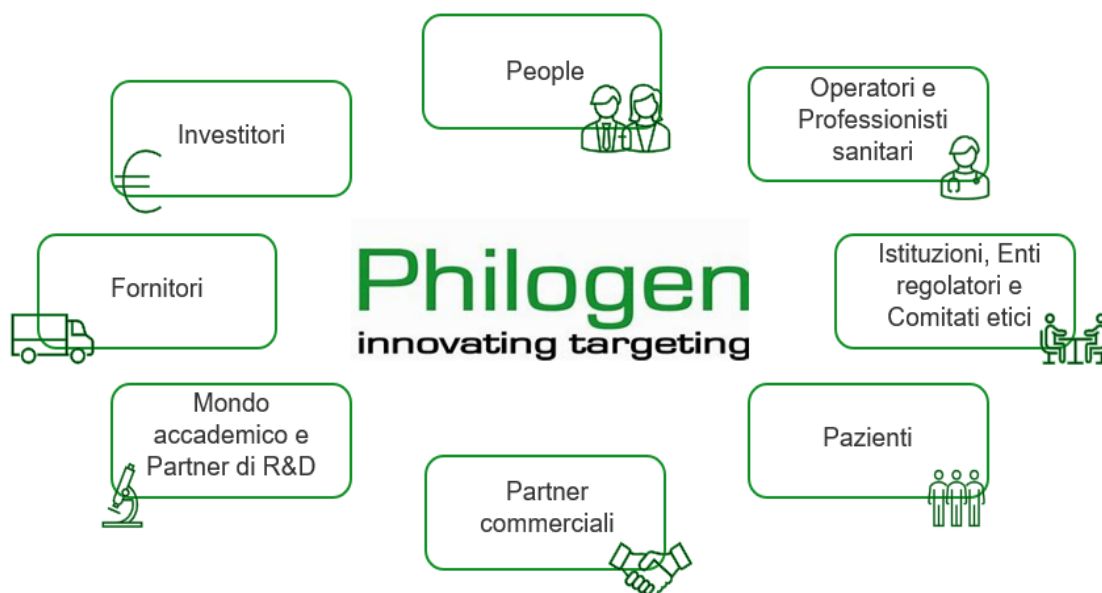 People
Operatori e
Professionisti
sanitari
Investitori
Istituzioni, Enti
regolatori e
Comitati etici
Fornitori
Philogen
innovating targeting
Mondo
accademico e
Partner di R&D
Pazienti
Partner
commerciali